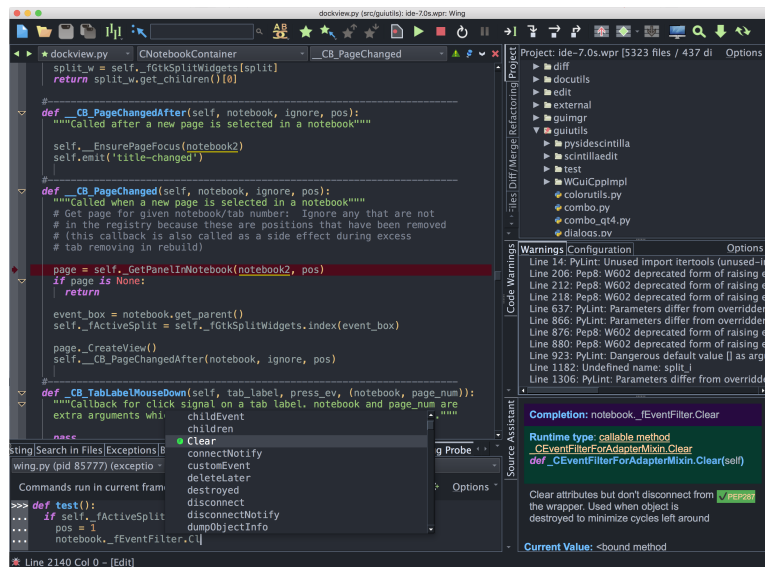 dockview.py (src/guiutils): ide-7.0s.wpr: Wing
dockview.py CNotebookContainer __CB_PageChanged
split_w = self._fGtkSplitWidgets[split]
return split_w.get_children()[0]
#
def __CB_PageChangedAfter(self, notebook, ignore, pos):
"""Called after a new page is selected in a notebook"""
self.__EnsurePageFocus(notebook2)
self.emit('title-changed')
#
def __CB_PageChanged(self, notebook, ignore, pos):
"""Called when a new page is selected in a notebook"
# Get page for given notebook/tab number:  Ignore any that are not
# in the registry because these are positions that have been removed
# (this callback is also called as a side effect during excess
# tab removing in rebuild)
page = self._GetPanelInNotebook(notebook2, pos)
if page is None:
return
event_box = notebook.get_parent()
self._fActiveSplit = self._fGtkSplitWidgets.index(event_box)
page._CreateView()
self.__CB_PageChangedAfter(notebook, ignore, pos)
#
def _CB_TabLabelMouseDown(self, tab_label, press_ev, (notebook, page_num)):
"""Callback for click signal on a tab label. notebook and page_num are
extra arguments whi
."""
pass
childEvent
children
Clear
connectNotify
customEvent
deleteLater
destroyed
disconnect
disconnectNotify
dumpObjectInfo
sting Search in Files Exceptions B g Probe
wing.py (pid 85777) (exceptio
Commands run in current fram Options
>>> def test():
... if self._fActiveSplit
... pos = 1
... notebook._fEventFilter.Cl
Line 2140 Col 0 – [Edit]
Project
Refactoring
Diff/Merge
Files
Project: ide-7.0s.wpr [5323 files / 437 di Options
diff
docutils
edit
external
guimgr
guiutils
pysidescintilla
scintillaedit
test
WGuiCppImpl
colorutils.py
combo.py
combo_qt4.py
dialogs.py
Code Warnings
Warnings Configuration Options
Line 14: PyLint: Unused import itertools (unused-i
Line 206: Pep8: W602 deprecated form of raising e
Line 212: Pep8: W602 deprecated form of raising e
Line 218: Pep8: W602 deprecated form of raising e
Line 637: PyLint: Parameters differ from overridden
Line 866: PyLint: Parameters differ from overridden
Line 876: Pep8: W602 deprecated form of raising e
Line 880: Pep8: W602 deprecated form of raising e
Line 923: PyLint: Dangerous default value [] as argu
Line 1182: Undefined name: split_i
Line 1306: PyLint: Parameters differ from overridde
Source Assistant
Completion: notebook._fEventFilter.Clear
Runtime type: callable method
_CEventFilterForAdapterMixin.Clear
def _CEventFilterForAdapterMixin.Clear(self)
Clear attributes but don't disconnect from ✓PEP287
the wrapper. Used when object is
destroyed to minimize cycles left around
Current Value: <bound method